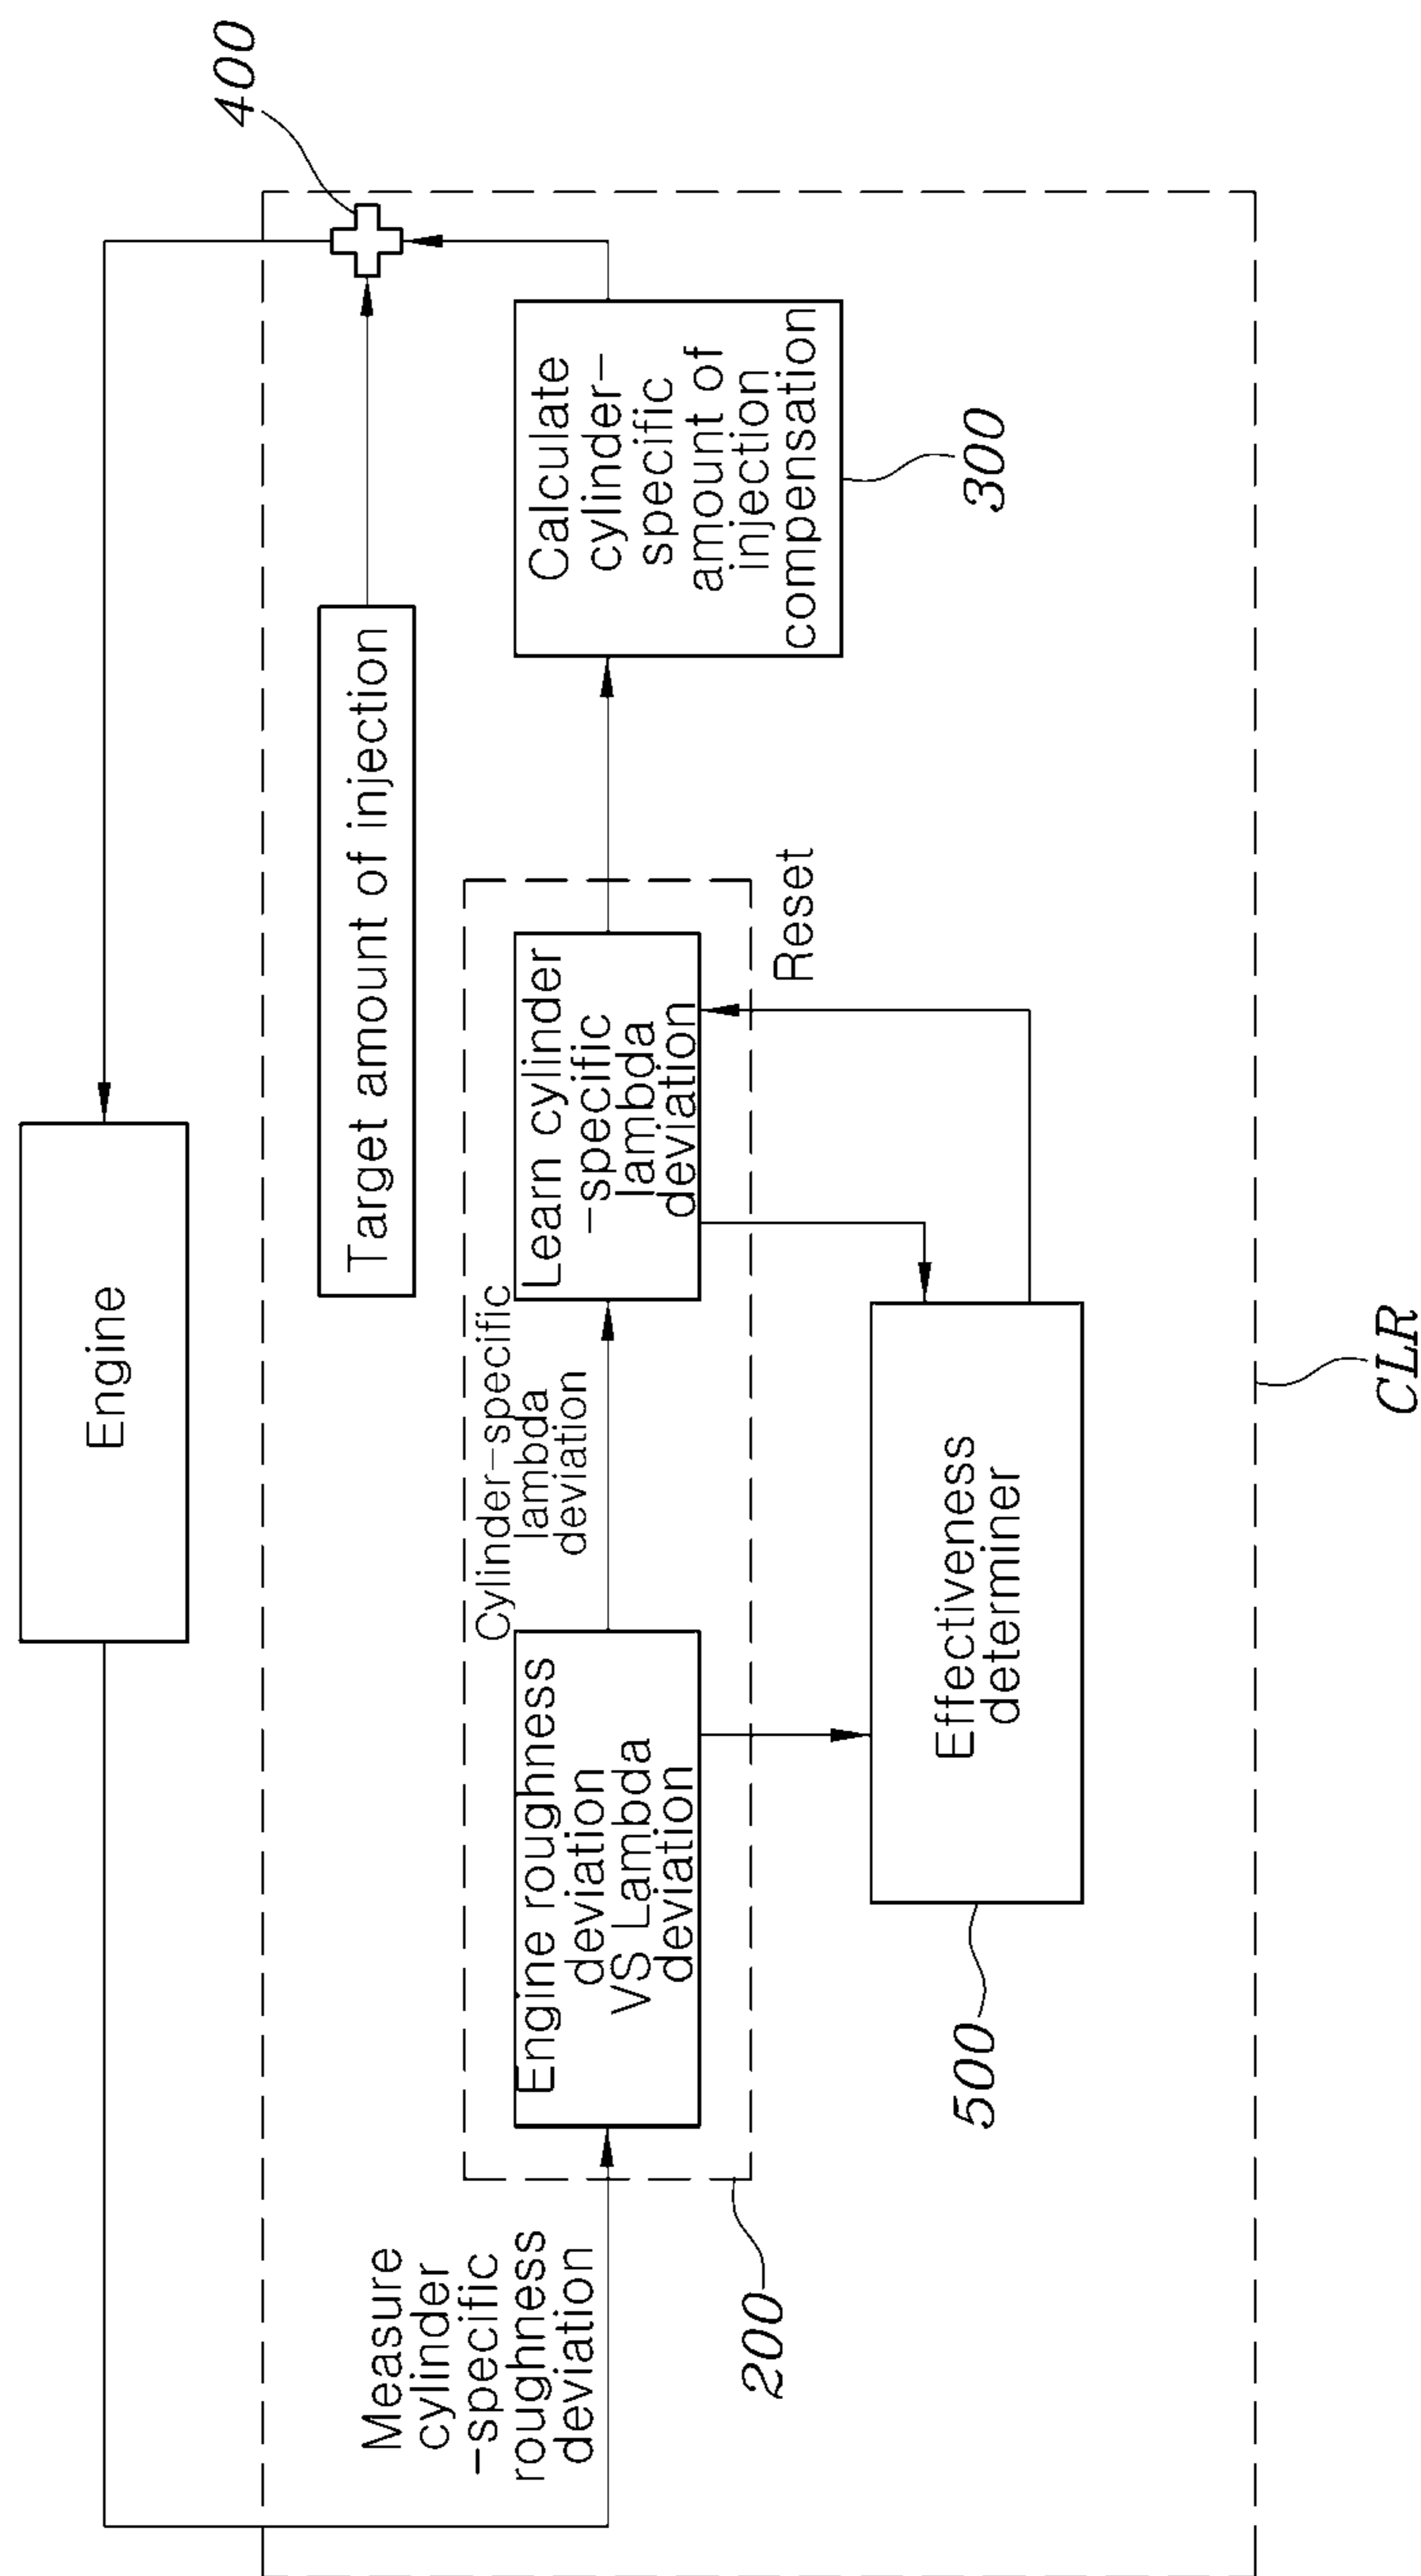 400
Engine
Target amount of injection
Calculate
cylinder-
specific
amount of
injection
compensation
300
Measure
cylinder
-specific
roughness
deviation
Engine roughness
deviation
VS Lambda
deviation
Cylinder-specific
lambda
deviation
Learn cylinder
-specific
lambda
deviation
Reset
200
Effectiveness
determiner
500
CLR